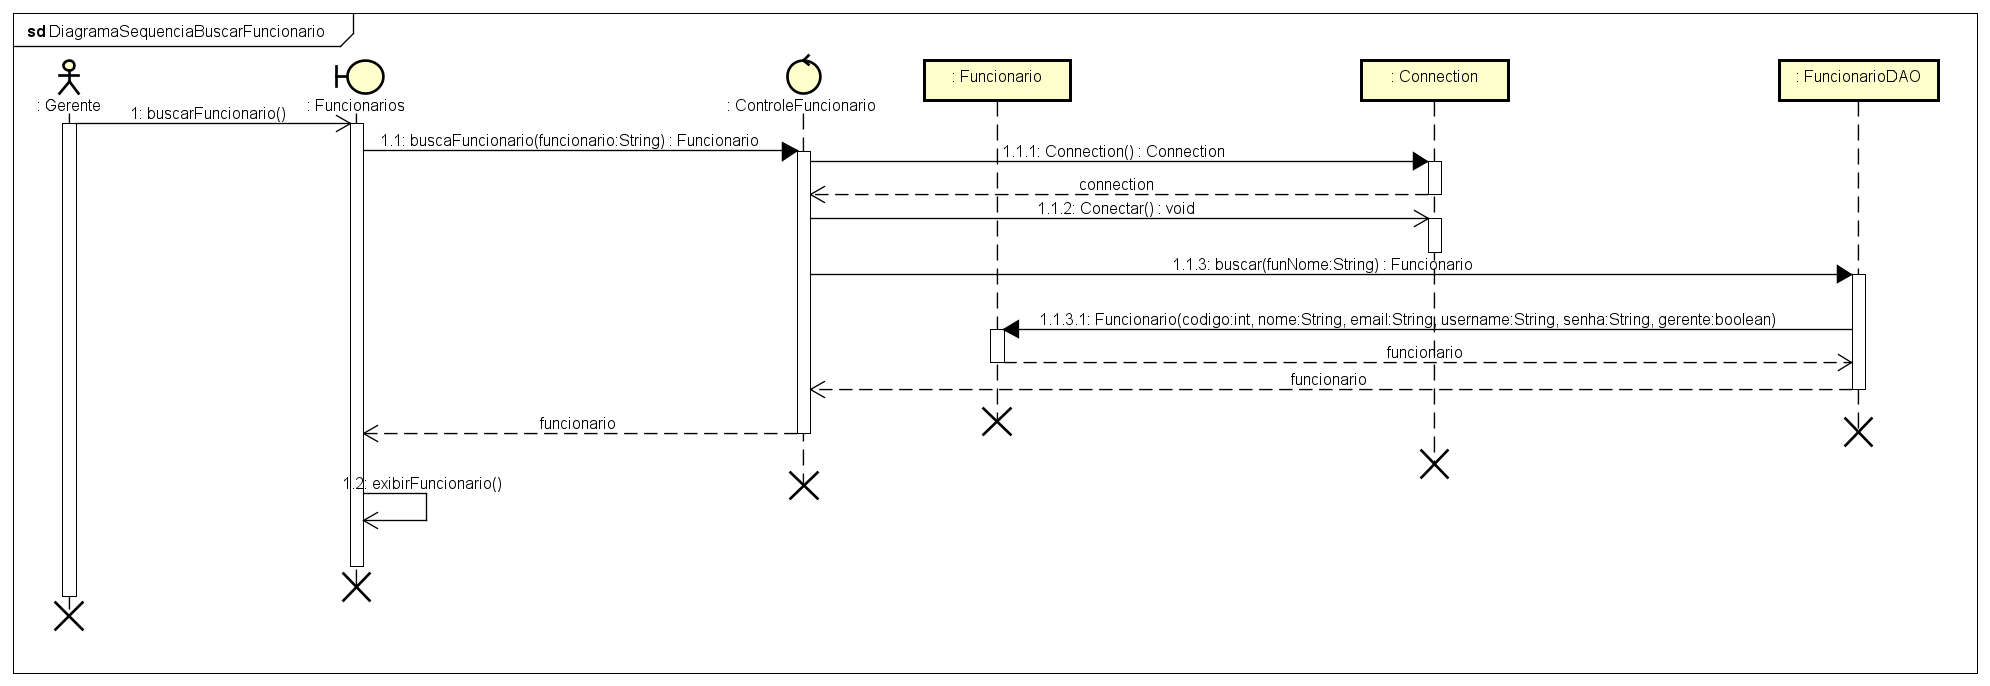 sd DiagramaSequenciaBuscarFuncionario
: Gerente
: Funcionarios
: ControleFuncionario
: Funcionario
: Connection
: FuncionarioDAO
1: buscarFuncionario()
1.1: buscaFuncionario(funcionario:String) : Funcionario
1.1.1: Connection() : Connection
connection
1.1.2: Conectar() : void
1.1.3: buscar(funNome:String) : Funcionario
1.1.3.1: Funcionario(codigo:int, nome:String, email:String, username:String, senha:String, gerente:boolean)
funcionario
funcionario
funcionario
1.2: exibirFuncionario()